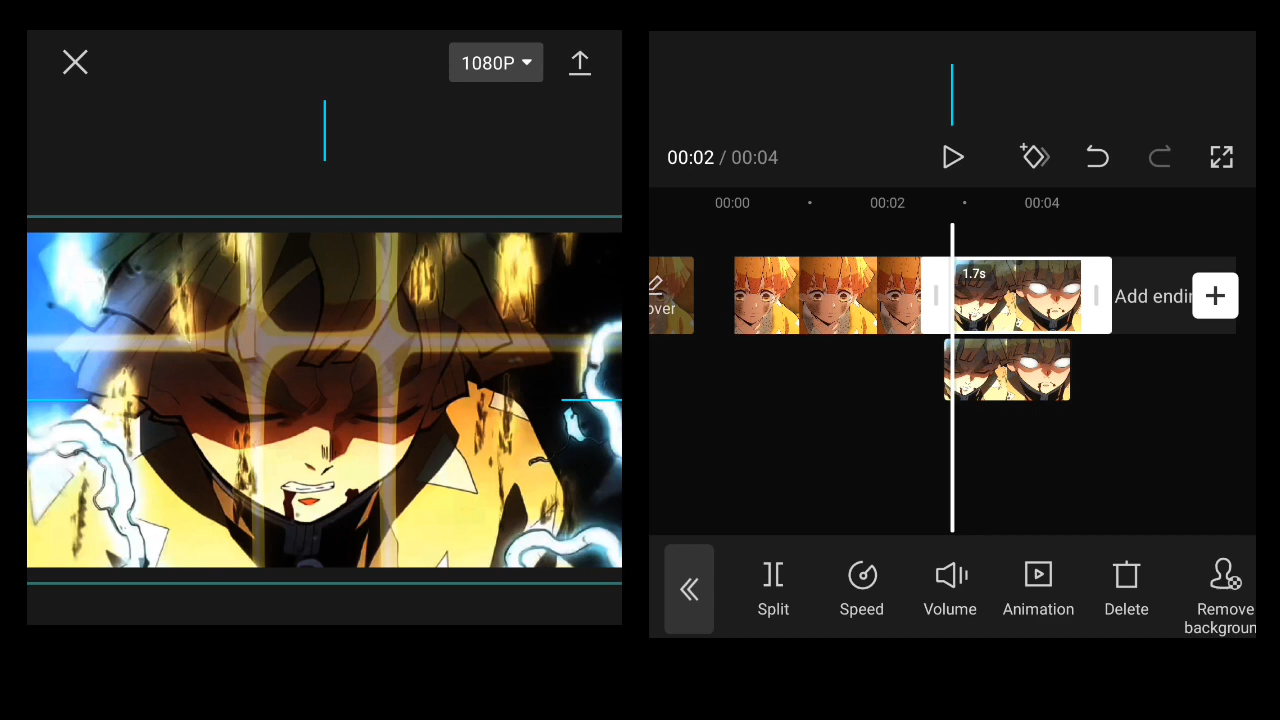 1080P
00:02 / 00:04
00:00
00:02
00:04
over
1.7s
Add endin
Split
Speed
Volume
Animation
Delete
Remove
backgroun